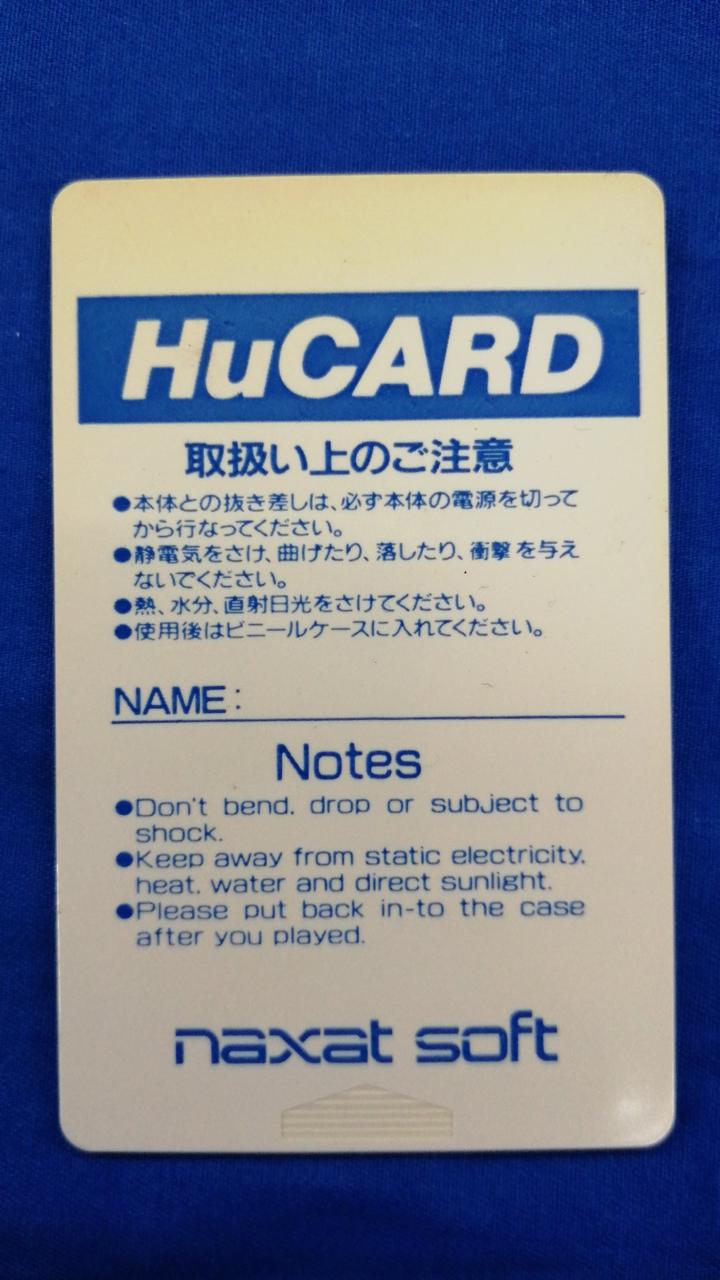 HuCARD
取扱い上のご注意
●本体との抜き差しは、必ず本体の電源を切って
から行なってください。
●静電気をさけ、曲げたり、落したり、衝撃を与え
ないでください。
●熱、水分、直射日光をさけてください。
●使用後はビニールケースに入れてください。
NAME:
Notes
●Don't bend. drop or subject to
shock.
●Keep away from static electricity.
heat. water and direct sunlight.
●Please put back in-to the case
after you played.
naxat soft